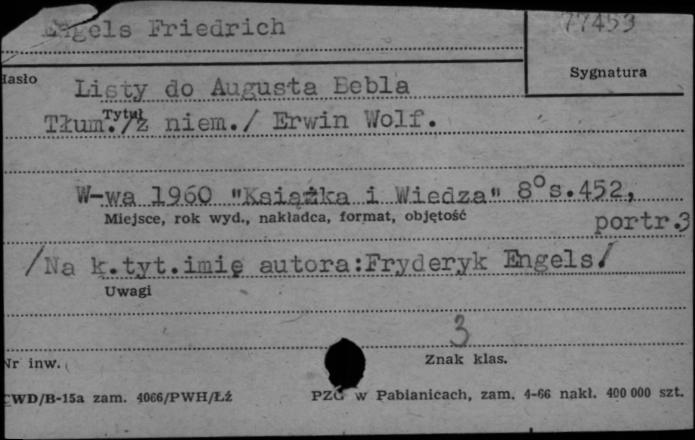 Engels Friedrich
77453
Hasło
Sygnatura
Listy do Augusta Bebla
Tytuł
Tłum./z niem./ Erwin Wolf.
W-wa 1960 "Książka i Wiedza" 8° s.452,
Miejsce, rok wyd., nakładca, format, objętość
portr.3
/Na k.tyt.imię autora:Fryderyk Engels/
Uwagi
3
Nr inw.
Znak klas.
CWD/B-15a zam. 4066/PWH/Łź
PZG w Pabianicach, zam. 4-66 nakł. 400 000 szt.